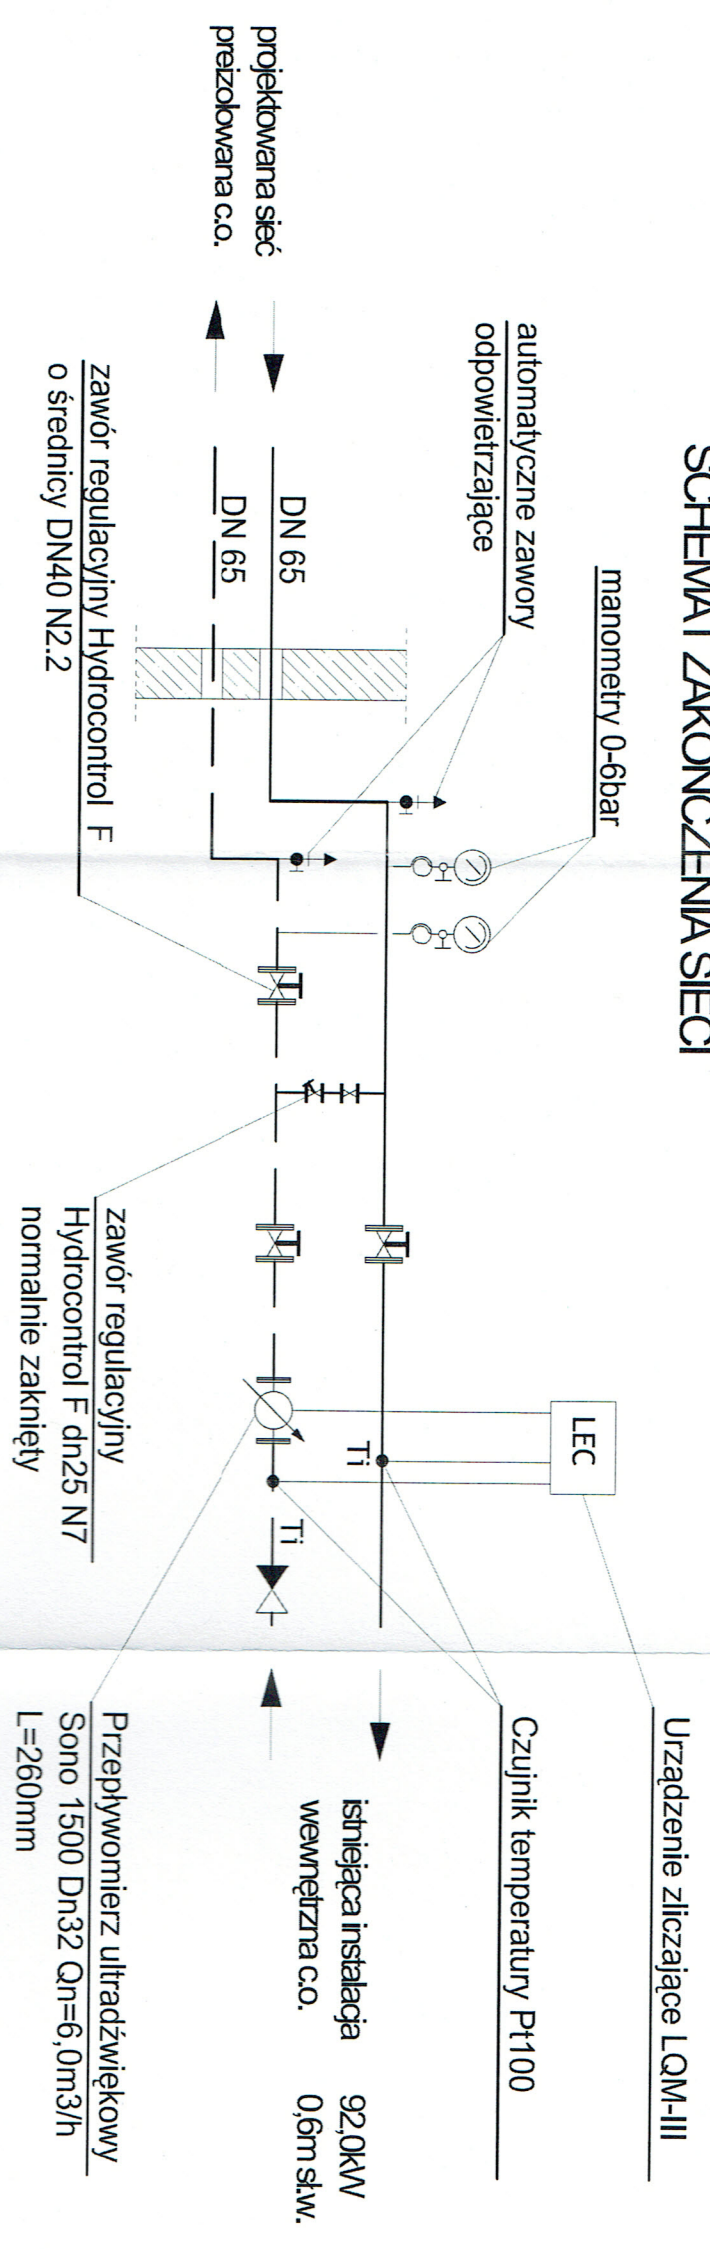 SCHEMAT ZAKOŃCZENIA SIECI
manometry 0-6bar
automatyczne zawory
odpowietrzające
Urządzenie zliczające LQM-III
LEC
Czujnik temperatury Pt100
projektowana sieć
preizolowana c.o.
DN 65
DN 65
Ti
Ti
istniejąca instalacja
wewnętrzna c.o.
92,0kW
0,6m sł.w.
zawór regulacyjny Hydrocontrol F
o średnicy DN40 N2.2
zawór regulacyjny
Hydrocontrol F dn25 N7
normalnie zaknięty
Przepływomierz ultradźwiękowy
Sono 1500 Dn32 Qn=6,0m3/h
L=260mm